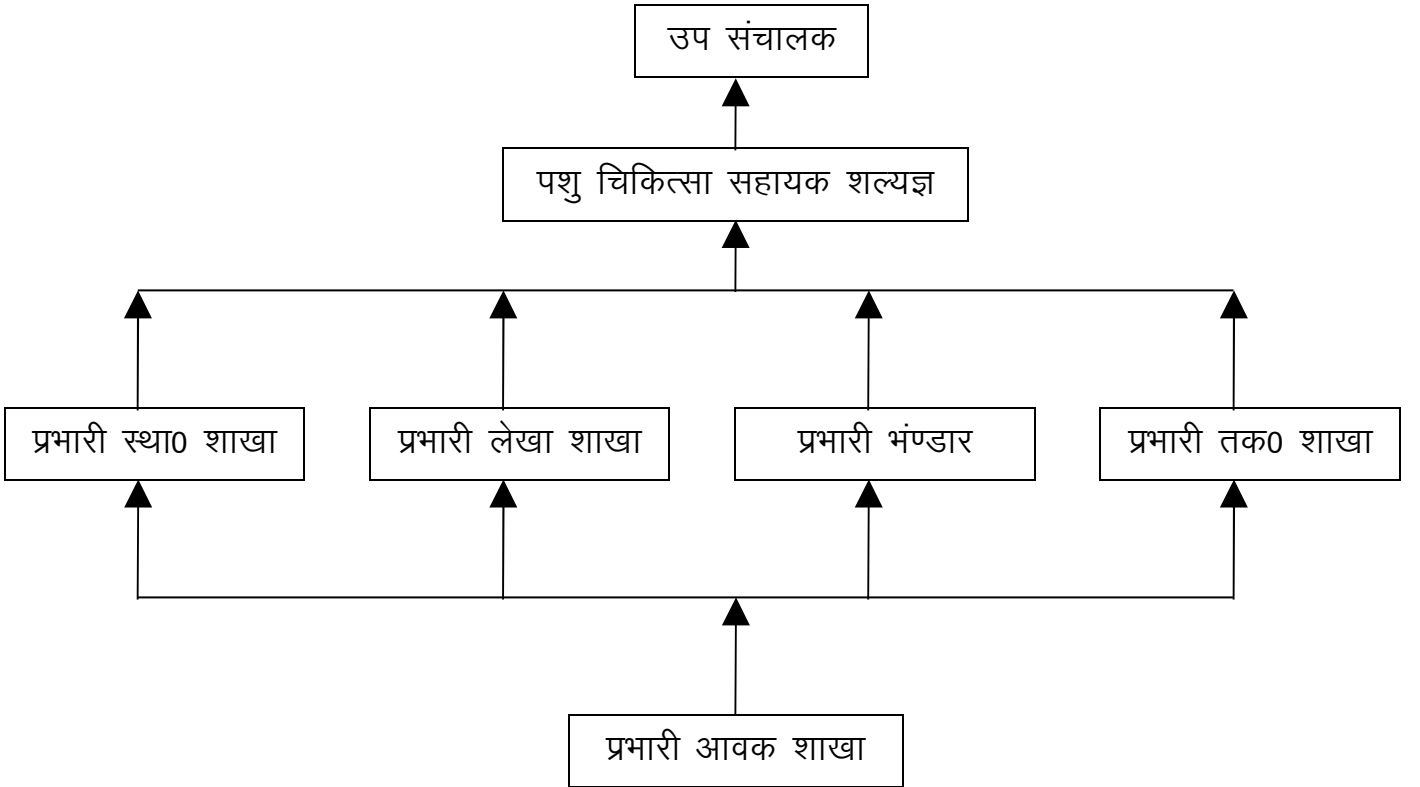 उप संचालक
पशु चिकित्सा सहायक शल्यज्ञ
प्रभारी स्था0 शाखा
प्रभारी लेखा शाखा
प्रभारी भंण्डार
प्रभारी तक0 शाखा
प्रभारी आवक शाखा